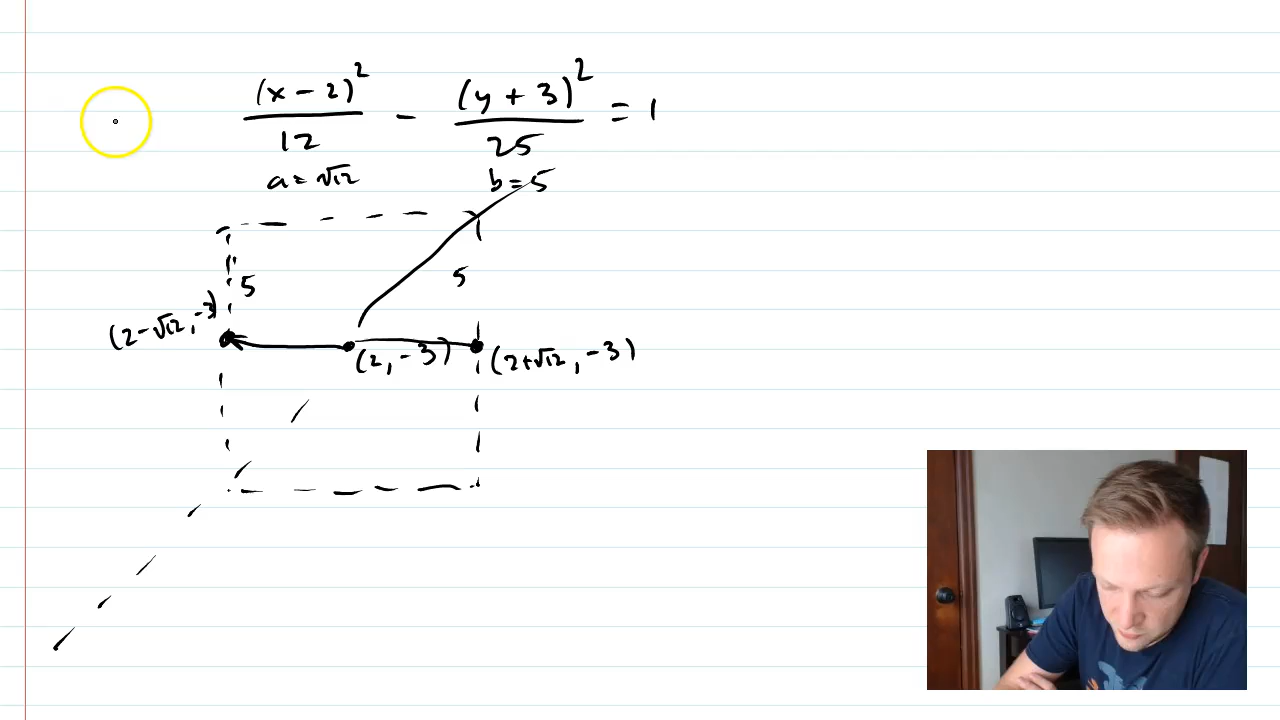 (x - 2)² / 12 - (y + 3)² / 25 = 1
a = √12 b = 5
5 5
(2-√12, -3) (2, -3) (2+√12, -3)